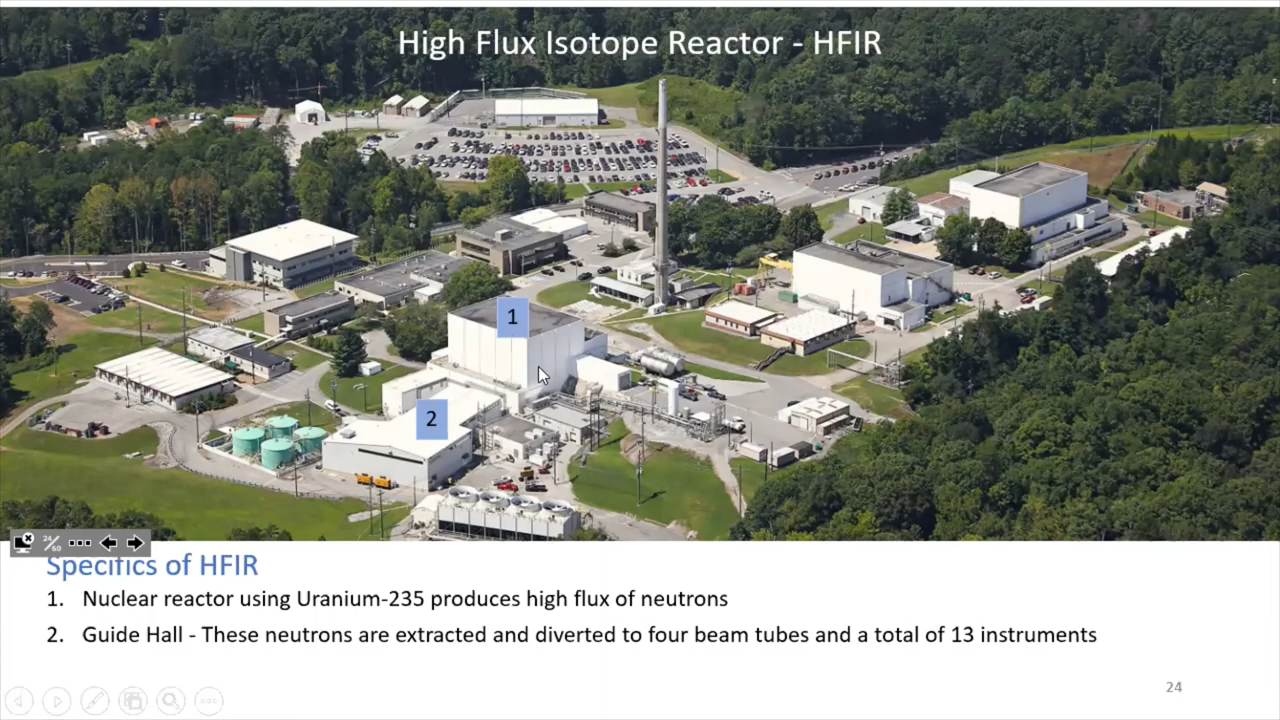 High Flux Isotope Reactor - HFIR
1
2
24/60
Specifics of HFIR
1. Nuclear reactor using Uranium-235 produces high flux of neutrons
2. Guide Hall - These neutrons are extracted and diverted to four beam tubes and a total of 13 instruments
24